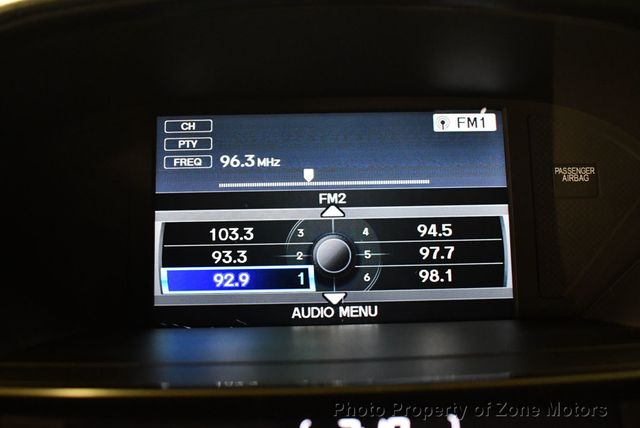 CH
FM1
PTY
FREQ 96.3 MHz
PASSENGER
AIRBAG
FM2
103.3 3 4 94.5
93.3 2 5 97.7
92.9 1 6 98.1
AUDIO MENU
Photo Property of Zone Motors